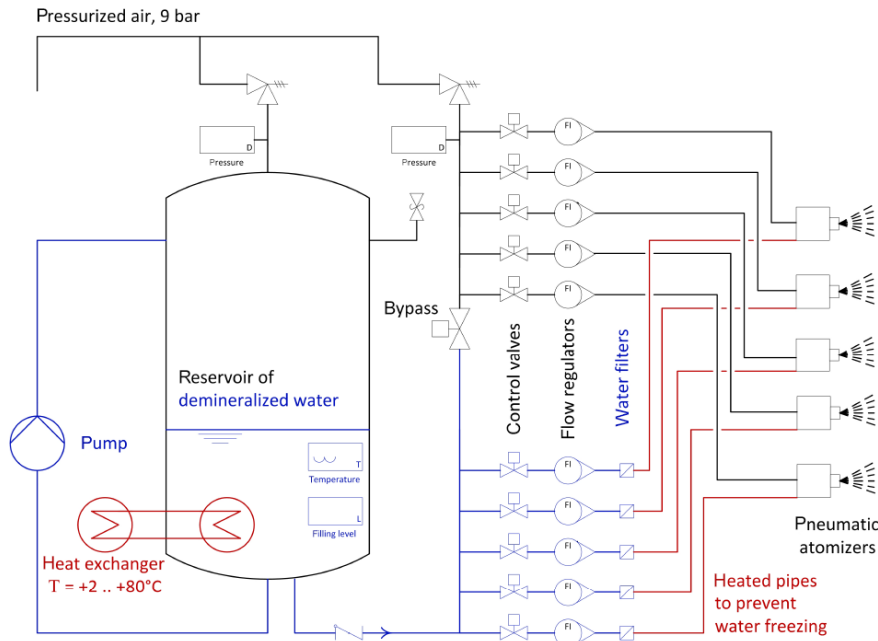 Pressurized air, 9 bar
D
Pressure
D
Pressure
FI
FI
FI
FI
FI
Bypass
Control valves
Flow regulators
Water filters
Reservoir of
demineralized water
Pump
T
Temperature
L
Filling level
Heat exchanger
T = +2 .. +80°C
FI
FI
FI
FI
FI
Pneumatic
atomizers
Heated pipes
to prevent
water freezing